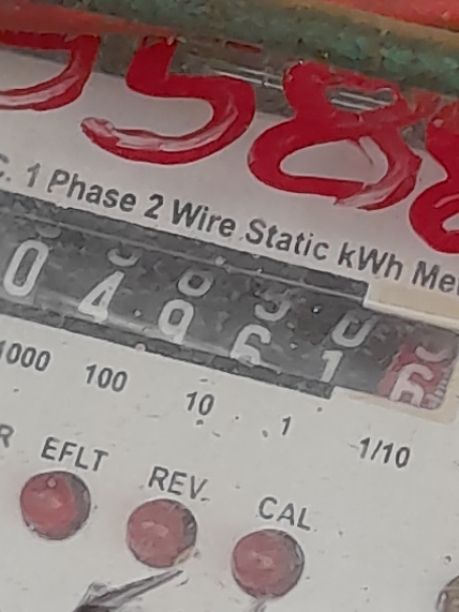 588
C. 1 Phase 2 Wire Static kWh Me
0 4 9 6 1 6
1000 100 10 1 1/10
R EFLT REV CAL